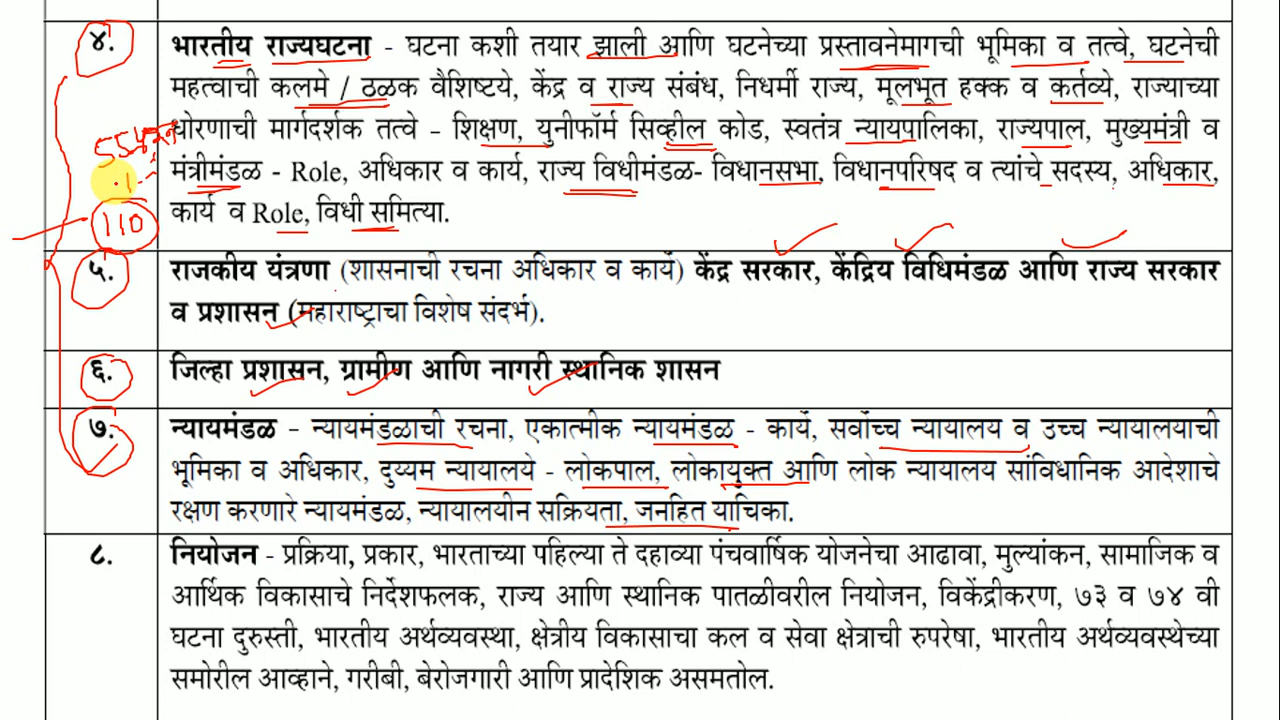 ४. भारतीय राज्यघटना - घटना कशी तयार झाली आणि घटनेच्या प्रस्तावनेमागची भूमिका व तत्वे, घटनेची
महत्वाची कलमे / ठळक वैशिष्टये, केंद्र व राज्य संबंध, निधर्मी राज्य, मूलभूत हक्क व कर्तव्ये, राज्याच्या
धोरणाची मार्गदर्शक तत्वे – शिक्षण, युनीफॉर्म सिव्हील कोड, स्वतंत्र न्यायपालिका, राज्यपाल, मुख्यमंत्री व
मंत्रीमंडळ - Role, अधिकार व कार्य, राज्य विधीमंडळ- विधानसभा, विधानपरिषद व त्यांचे सदस्य, अधिकार,
110
कार्य व Role, विधी समित्या.
५. राजकीय यंत्रणा (शासनाची रचना अधिकार व कार्ये) केंद्र सरकार, केंद्रिय विधिमंडळ आणि राज्य सरकार
व प्रशासन (महाराष्ट्राचा विशेष संदर्भ).
६. जिल्हा प्रशासन, ग्रामीण आणि नागरी स्थानिक शासन
७. न्यायमंडळ – न्यायमंडळाची रचना, एकात्मीक न्यायमंडळ - कार्ये, सर्वोच्च न्यायालय व उच्च न्यायालयाची
भूमिका व अधिकार, दुय्यम न्यायालये - लोकपाल, लोकायुक्त आणि लोक न्यायालय सांविधानिक आदेशाचे
रक्षण करणारे न्यायमंडळ, न्यायालयीन सक्रियता, जनहित याचिका.
८. नियोजन - प्रक्रिया, प्रकार, भारताच्या पहिल्या ते दहाव्या पंचवार्षिक योजनेचा आढावा, मुल्यांकन, सामाजिक व
आर्थिक विकासाचे निर्देशफलक, राज्य आणि स्थानिक पातळीवरील नियोजन, विकेंद्रीकरण, ७३ व ७४ वी
घटना दुरुस्ती, भारतीय अर्थव्यवस्था, क्षेत्रीय विकासाचा कल व सेवा क्षेत्राची रुपरेषा, भारतीय अर्थव्यवस्थेच्या
समोरील आव्हाने, गरीबी, बेरोजगारी आणि प्रादेशिक असमतोल.